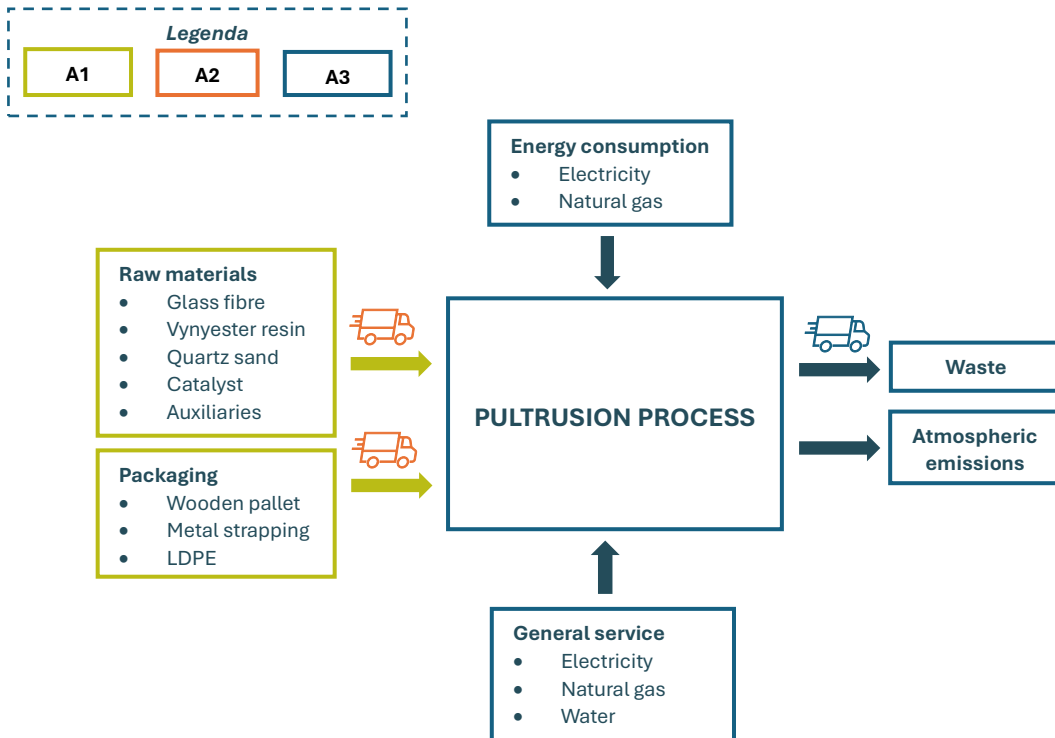 Legenda
A1
A2
A3
Energy consumption
• Electricity
• Natural gas
Raw materials
• Glass fibre
• Vynyester resin
• Quartz sand
• Catalyst
• Auxiliaries
PULTRUSION PROCESS
Waste
Atmospheric
emissions
Packaging
• Wooden pallet
• Metal strapping
• LDPE
General service
• Electricity
• Natural gas
• Water